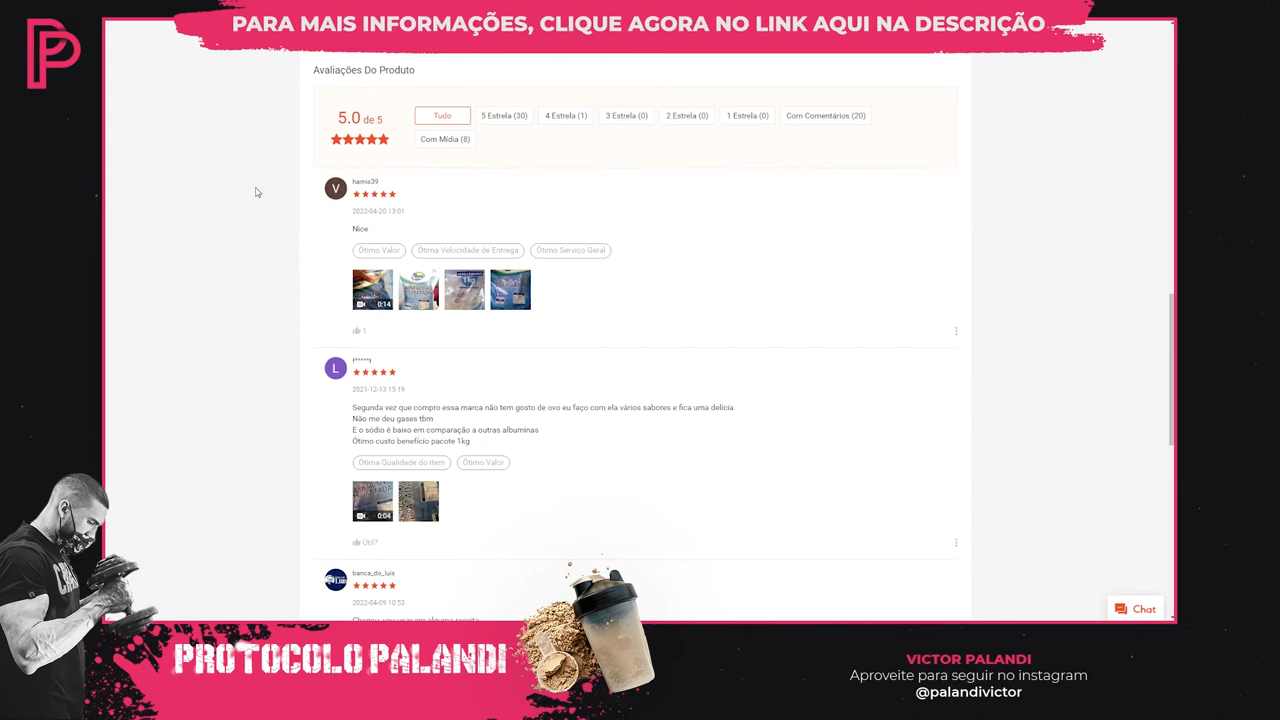 PARA MAIS INFORMAÇÕES, CLIQUE AGORA NO LINK AQUI NA DESCRIÇÃO
Avaliações Do Produto
5.0 de 5
Tudo
5 Estrela (30)
4 Estrela (1)
3 Estrela (0)
2 Estrela (0)
1 Estrela (0)
Com Comentários (20)
Com Mídia (8)
V
hamis39
2022-04-20 13:01
Nice
Ótimo Valor
Ótima Velocidade de Entrega
Ótimo Serviço Geral
0:14
1kg
1
L
r*****r
2021-12-13 15:19
Segunda vez que compro essa marca não tem gosto de ovo eu faço com ela vários sabores e fica uma delícia
Não me deu gases tbm
E o sódio é baixo em comparação a outras albuminas
Ótimo custo benefício pacote 1kg
Ótima Qualidade do item
Ótimo Valor
0:04
Útil?
banca_do_luis
2022-04-09 10:53
Chat
PROTOCOLO PALANDI
VICTOR PALANDI
Aproveite para seguir no instagram
@palandivictor